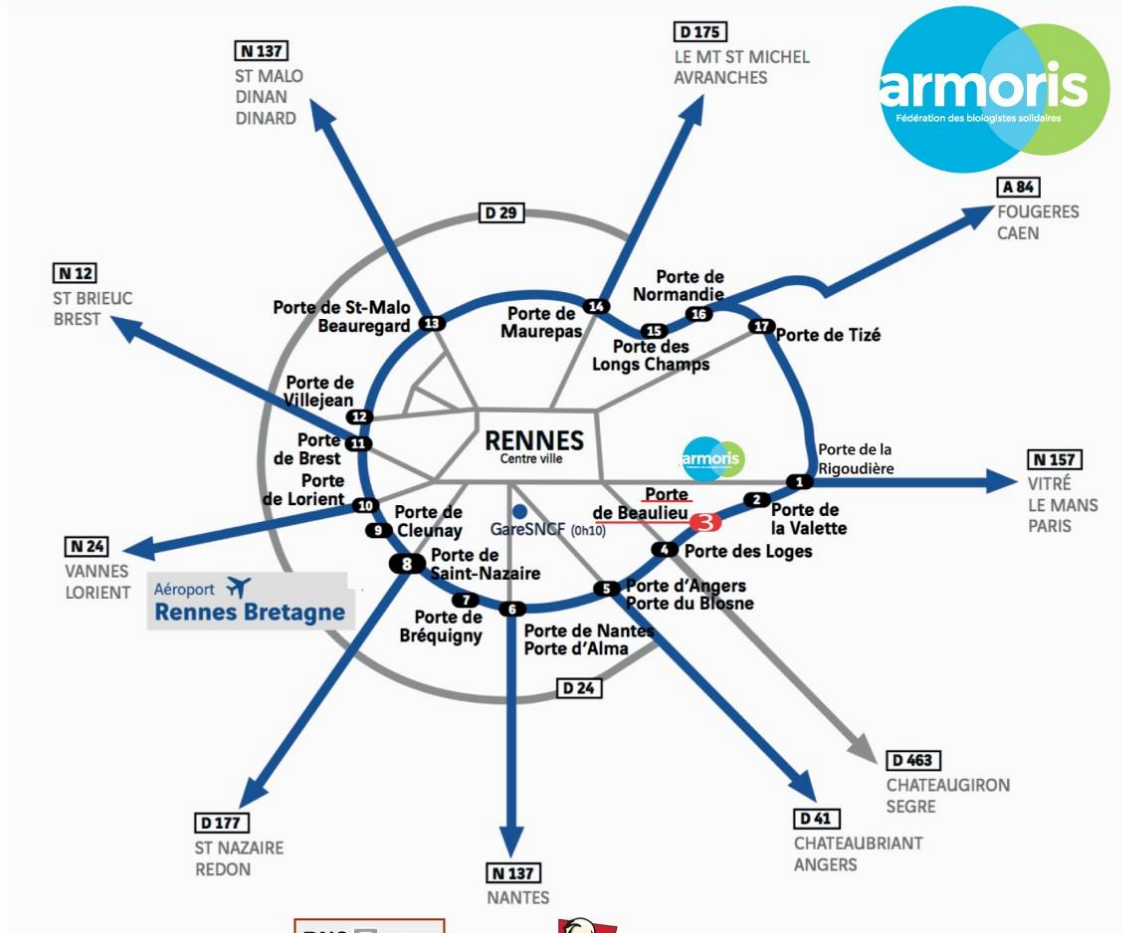 N 137
ST MALO
DINAN
DINARD
D 175
LE MT ST MICHEL
AVRANCHES
armoris
Fédération des biologistes solidaires
A 84
FOUGERES
CAEN
D 29
N 12
ST BRIEUC
BREST
Porte de St-Malo
Beauregard
13
Porte de
Maurepas
14
Porte de
Normandie
16
15
Porte des
Longs Champs
17
Porte de Tizé
Porte de
Villejean
12
Porte
de Brest
11
Porte
de Lorient
10
9
Porte de
Cleunay
RENNES
Centre ville
armoris
GareSNCF (0h10)
Porte de la
Rigoudière
1
2
Porte de
la Valette
Porte
de Beaulieu
3
4
Porte des Loges
N 157
VITRÉ
LE MANS
PARIS
N 24
VANNES
LORIENT
Aéroport
Rennes Bretagne
8
Porte de
Saint-Nazaire
7
Porte de
Bréquigny
6
Porte de Nantes
Porte d'Alma
5
Porte d'Angers
Porte du Blosne
D 24
D 463
CHATEAUGIRON
SEGRE
D 41
CHATEAUBRIANT
ANGERS
D 177
ST NAZAIRE
REDON
N 137
NANTES